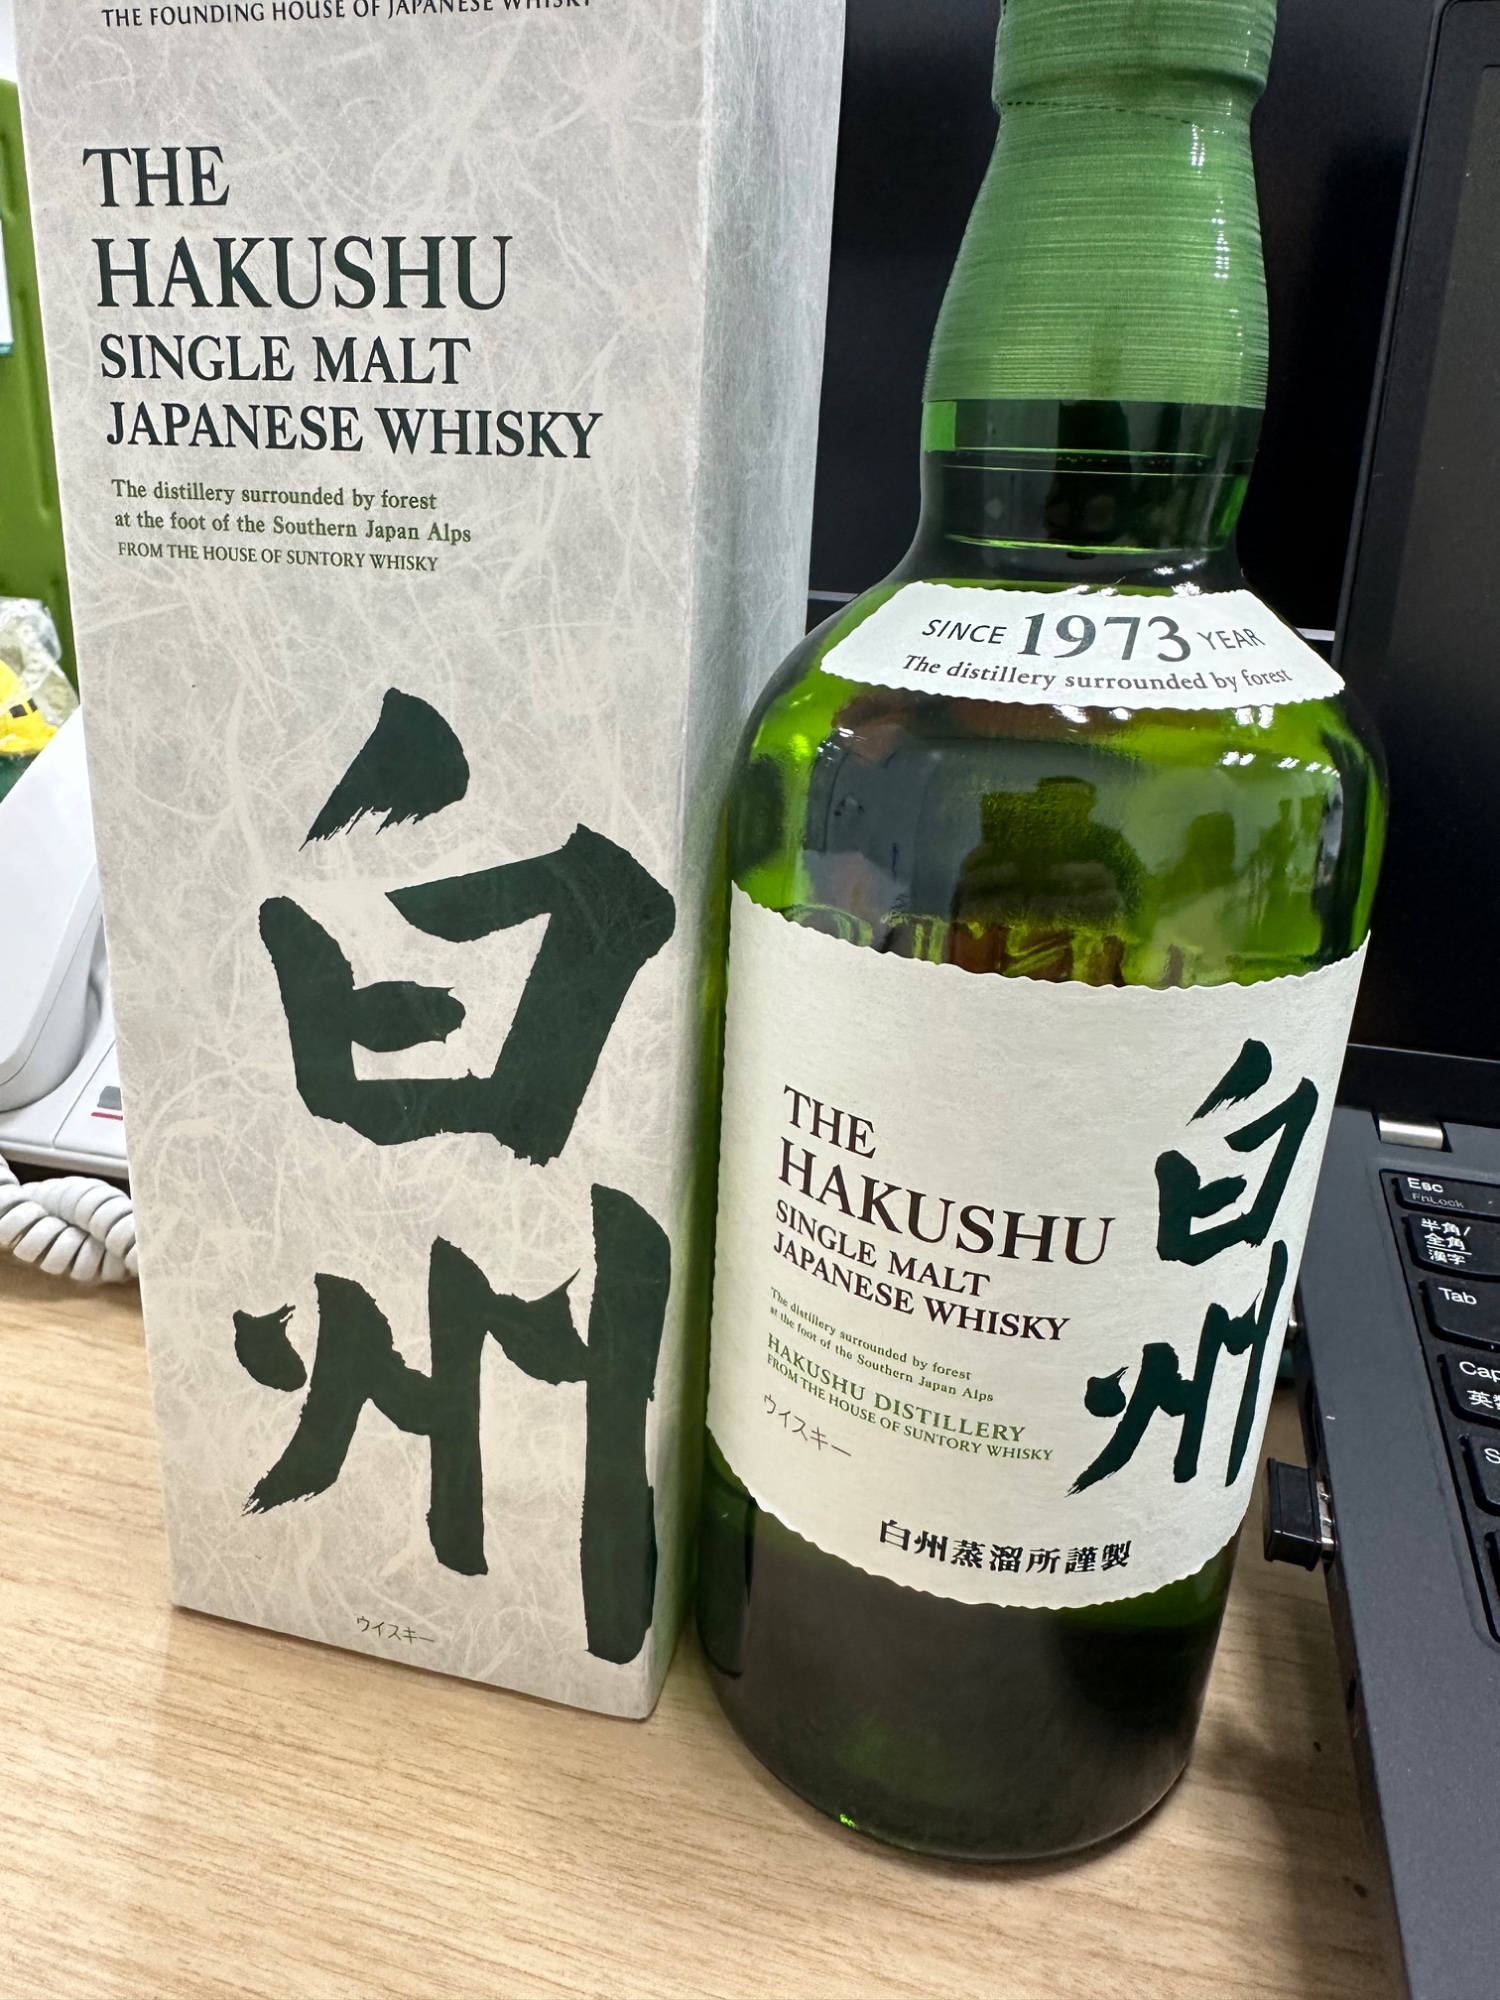 THE FOUNDING HOUSE OF JAPANESE WHISKY
THE
HAKUSHU
SINGLE MALT
JAPANESE WHISKY
The distillery surrounded by forest
at the foot of the Southern Japan Alps
FROM THE HOUSE OF SUNTORY WHISKY
白州
ウイスキー
SINCE 1973 YEAR
The distillery surrounded by forest
THE
HAKUSHU
SINGLE MALT
JAPANESE WHISKY
The distillery surrounded by forest
at the foot of the Southern Japan Alps
HAKUSHU DISTILLERY
FROM THE HOUSE OF SUNTORY WHISKY
ウイスキー
白州
白州蒸溜所謹製
Esc
FnLock
半角/
全角
漢字
Tab